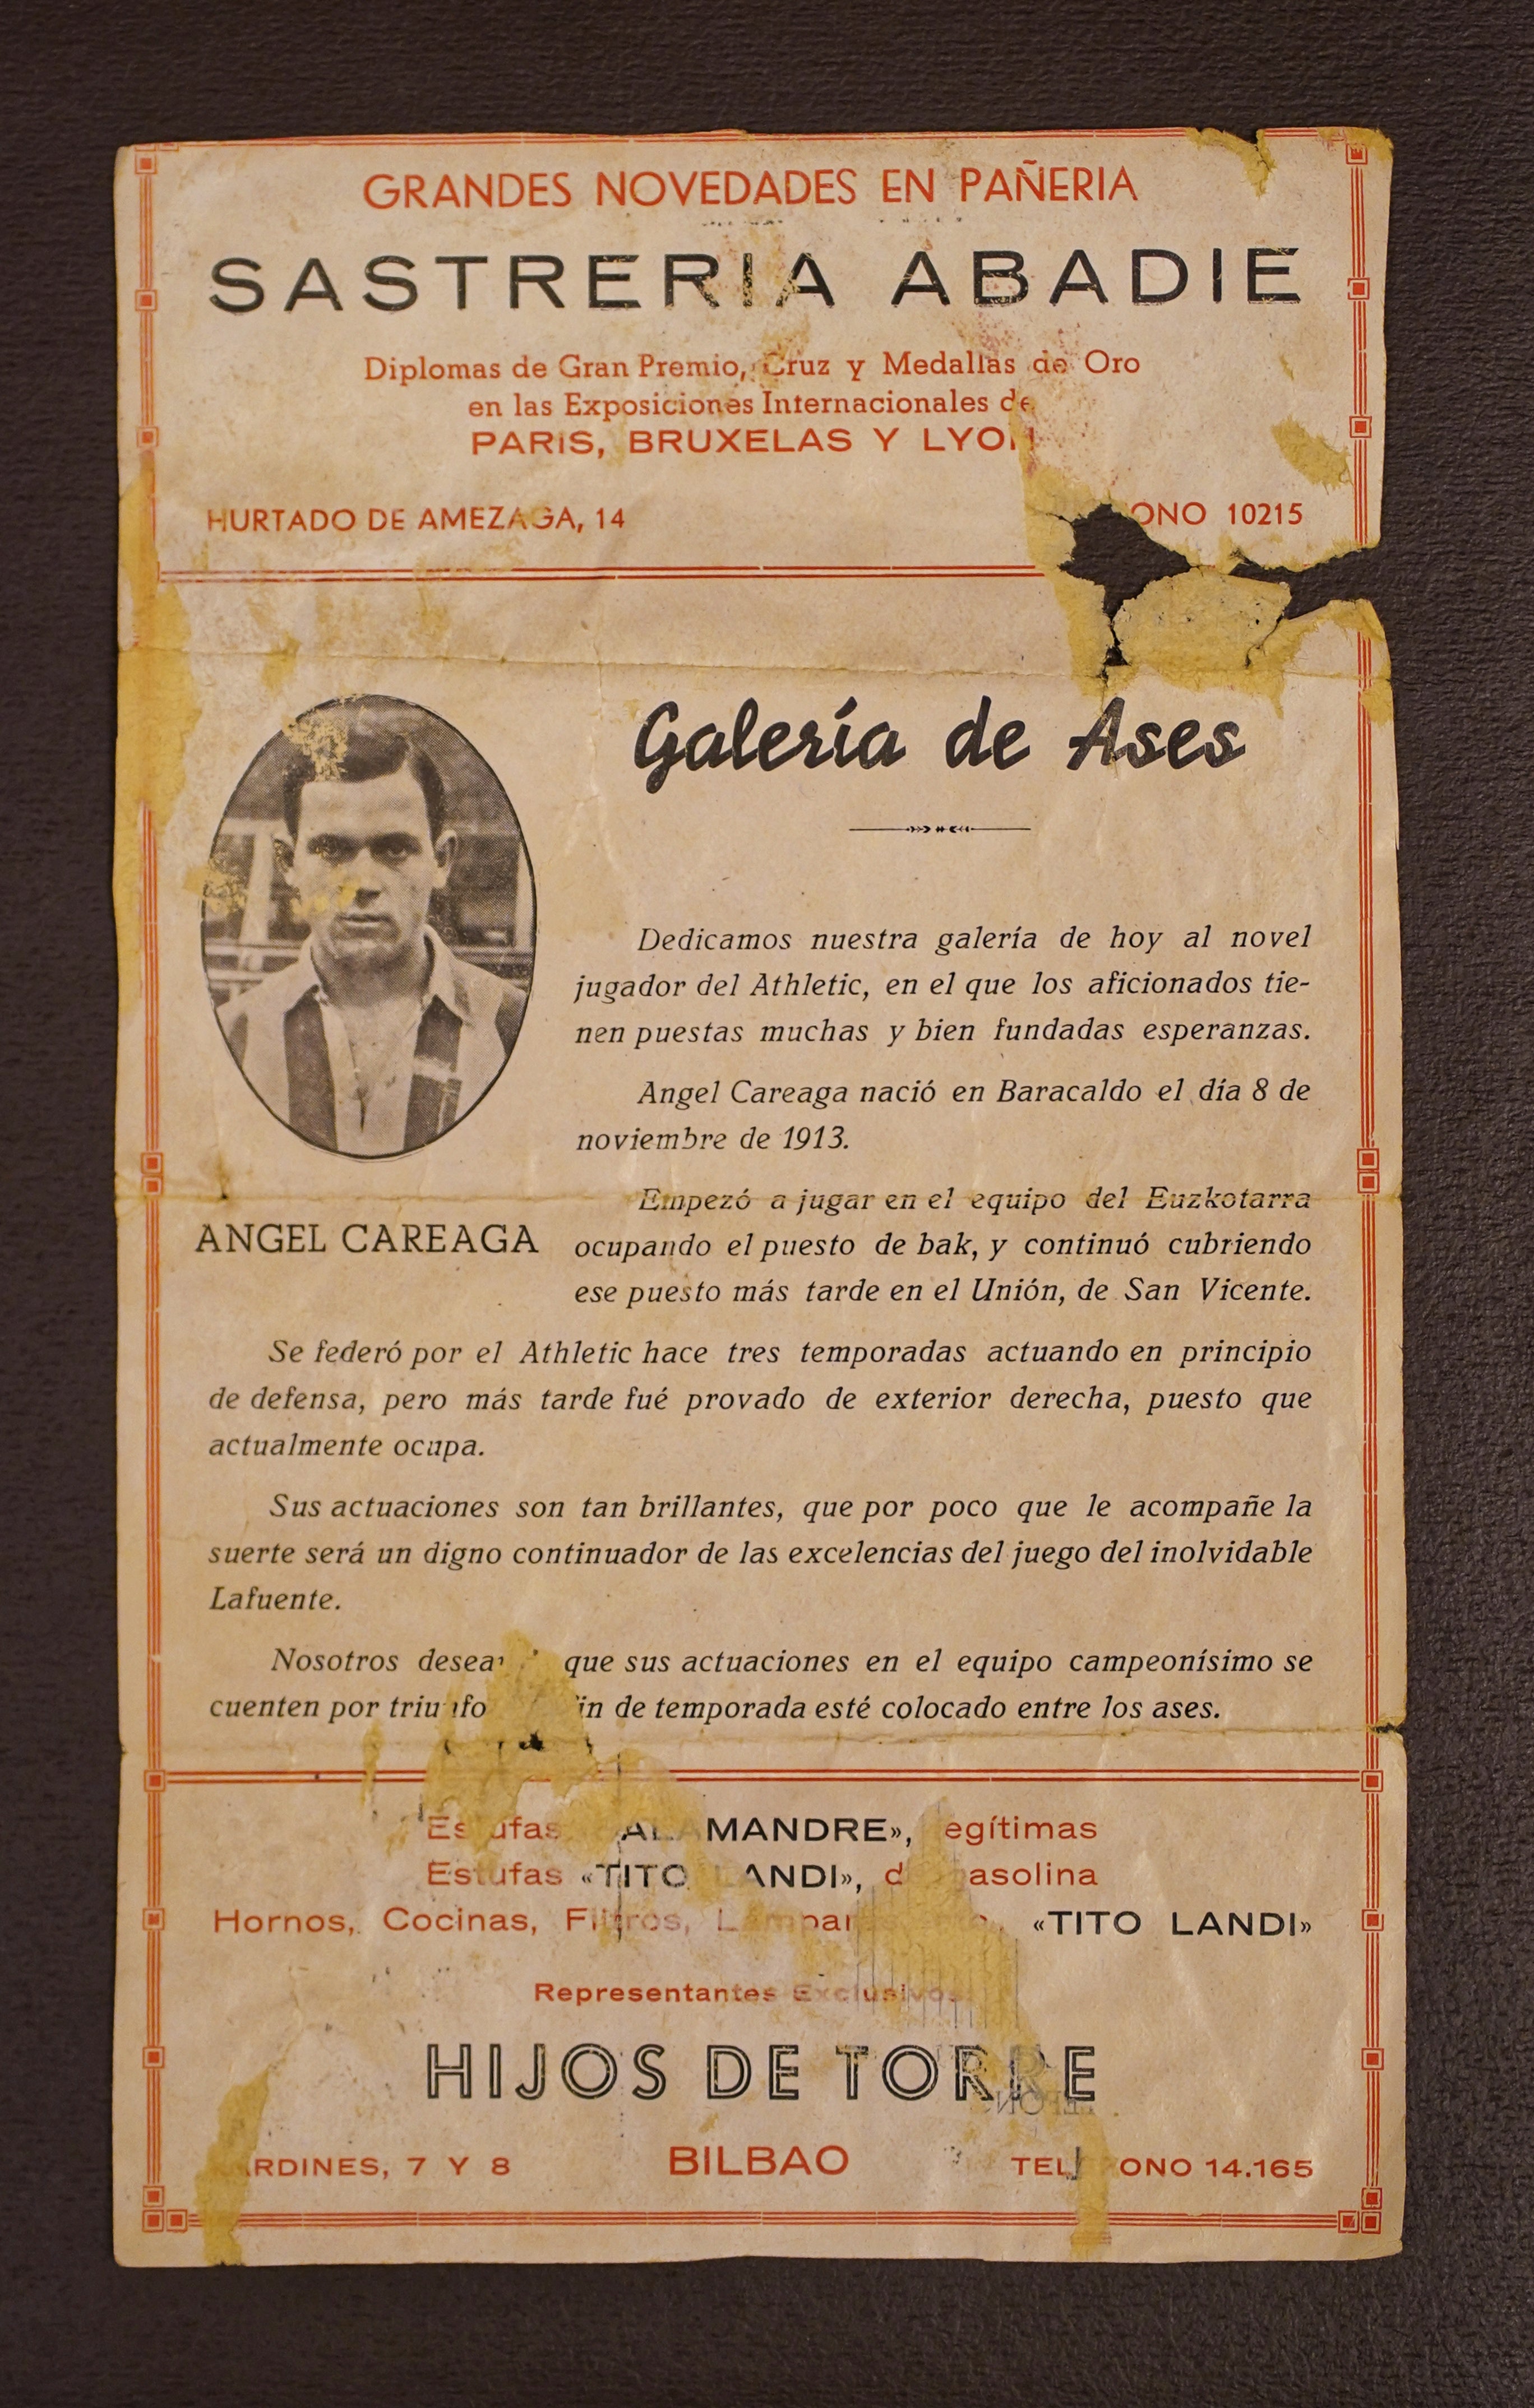 GRANDES NOVEDADES EN PAÑERIA
SASTRERIA ABADIE
Diplomas de Gran Premio, Cruz y Medallas de Oro
en las Exposiciones Internacionales de
PARIS, BRUXELAS Y LYON
HURTADO DE AMEZAGA, 14
ONO 10215
Galería de Ases
Dedicamos nuestra galería de hoy al novel
jugador del Athletic, en el que los aficionados tie-
nen puestas muchas y bien fundadas esperanzas.
Angel Careaga nació en Baracaldo el día 8 de
noviembre de 1913.
Empezó a jugar en el equipo del Euzkotarra
ocupando el puesto de bak, y continuó cubriendo
ese puesto más tarde en el Unión, de San Vicente.
ANGEL CAREAGA
Se federó por el Athletic hace tres temporadas actuando en principio
de defensa, pero más tarde fué provado de exterior derecha, puesto que
actualmente ocupa.
Sus actuaciones son tan brillantes, que por poco que le acompañe la
suerte será un digno continuador de las excelencias del juego del inolvidable
Lafuente.
Nosotros que sus actuaciones en el equipo campeonísimo se
cuenten por de temporada esté colocado entre los ases.
Estufas MANDRE», egítimas
Estufas «TITO LANDI», asolina
Hornos, Cocinas, Filtros, «TITO LANDI»
Representantes Exclusivos
HIJOS DE TORRE
RDINES, 7 Y 8
BILBAO
TEL ONO 14.165